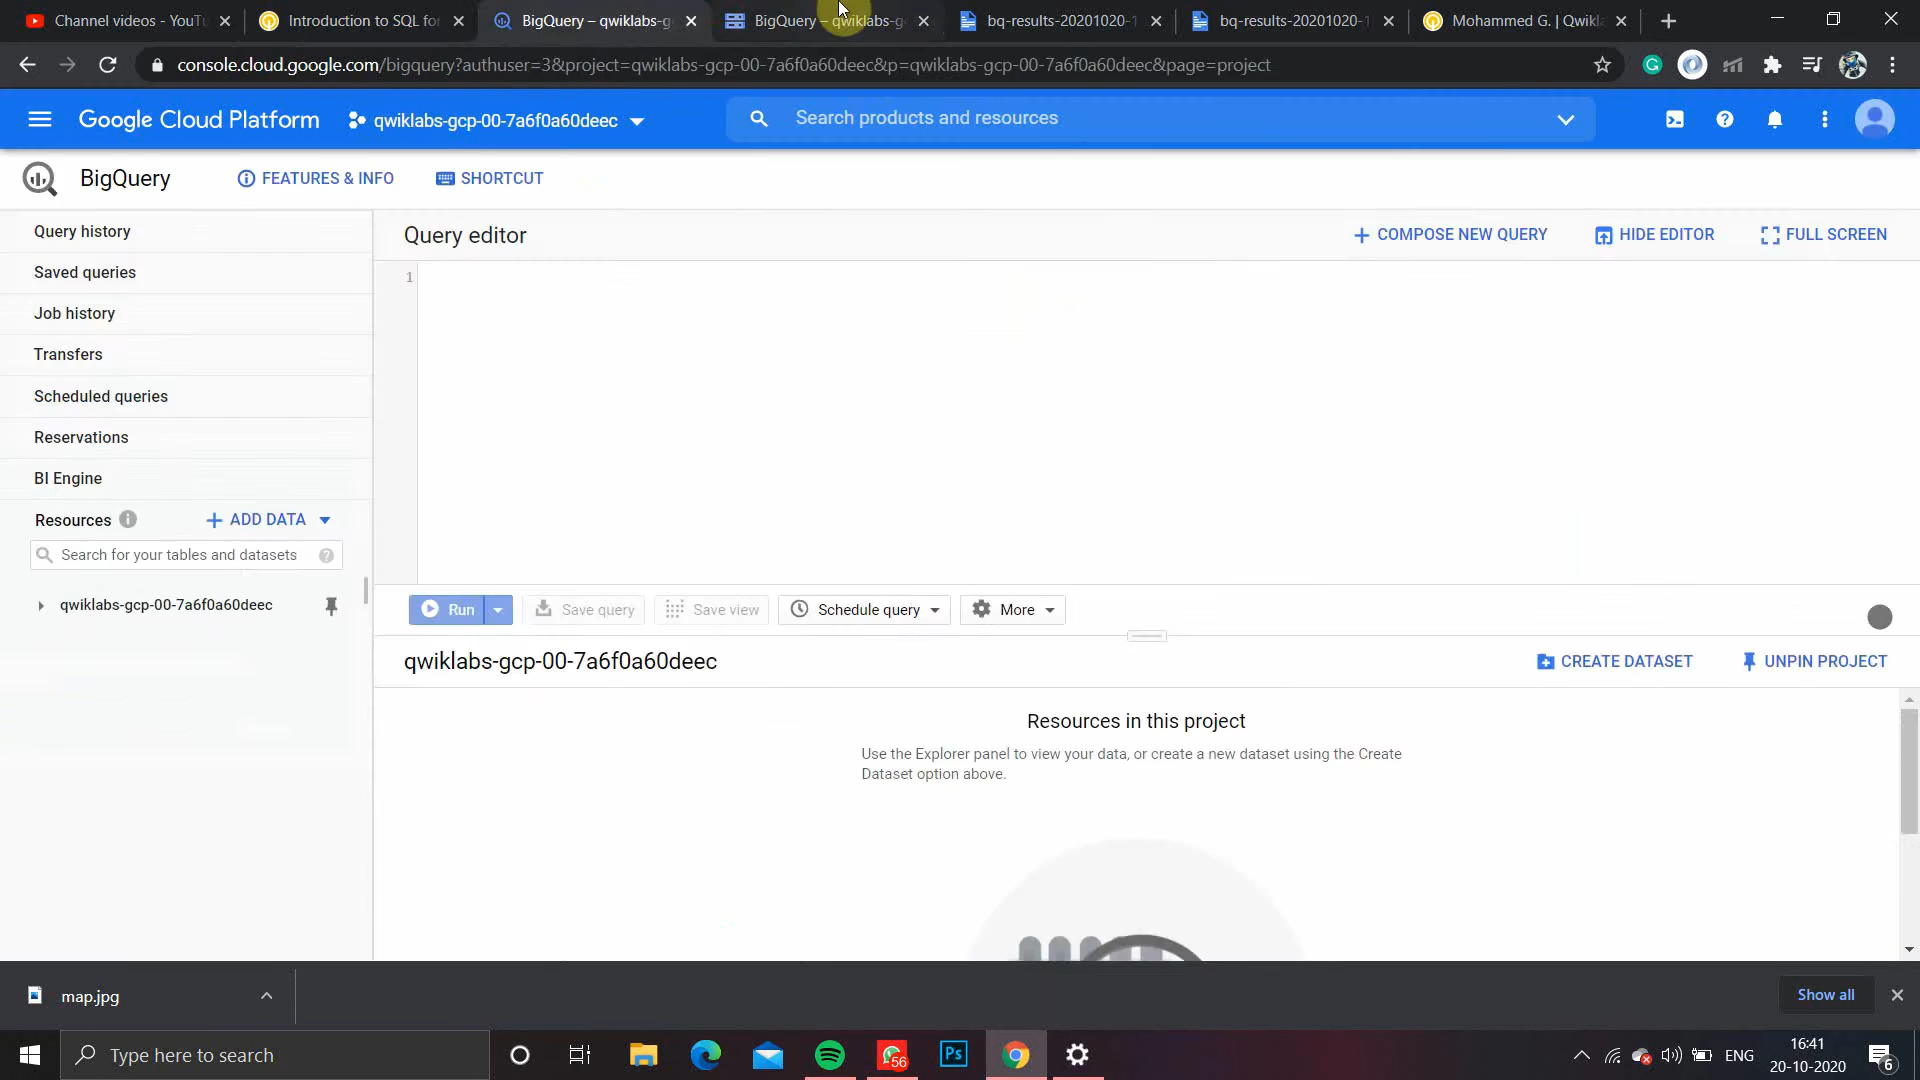 Channel videos - YouTu
Introduction to SQL for
BigQuery – qwiklabs-g
BigQuery – qwiklabs-g
bq-results-20201020-1
bq-results-20201020-1
Mohammed G. | Qwikla
console.cloud.google.com/bigquery?authuser=3&project=qwiklabs-gcp-00-7a6f0a60deec&p=qwiklabs-gcp-00-7a6f0a60deec&page=project
Google Cloud Platform
qwiklabs-gcp-00-7a6f0a60deec
Search products and resources
BigQuery
FEATURES & INFO
SHORTCUT
Query history
Saved queries
Job history
Transfers
Scheduled queries
Reservations
BI Engine
Resources
ADD DATA
Search for your tables and datasets
qwiklabs-gcp-00-7a6f0a60deec
Query editor
COMPOSE NEW QUERY
HIDE EDITOR
FULL SCREEN
1
Run
Save query
Save view
Schedule query
More
qwiklabs-gcp-00-7a6f0a60deec
CREATE DATASET
UNPIN PROJECT
Resources in this project
Use the Explorer panel to view your data, or create a new dataset using the Create
Dataset option above.
map.jpg
Show all
Type here to search
56
Ps
ENG
16:41
20-10-2020
6